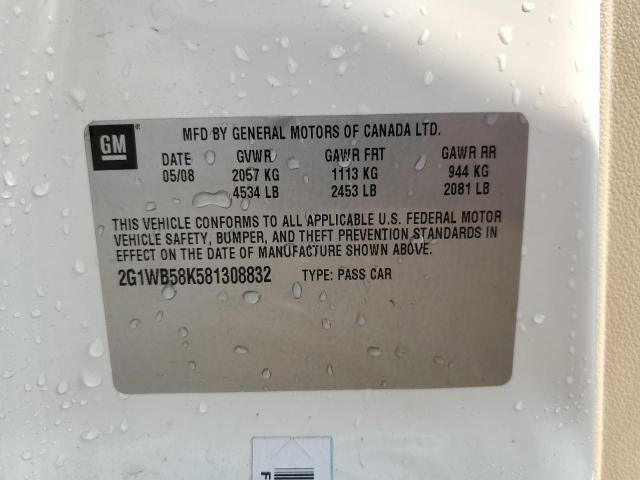 GM®
MFD BY GENERAL MOTORS OF CANADA LTD.
DATE GVWR GAWR FRT GAWR RR
05/08 2057 KG 1113 KG 944 KG
4534 LB 2453 LB 2081 LB
THIS VEHICLE CONFORMS TO ALL APPLICABLE U.S. FEDERAL MOTOR
VEHICLE SAFETY, BUMPER, AND THEFT PREVENTION STANDARDS IN
EFFECT ON THE DATE OF MANUFACTURE SHOWN ABOVE.
2G1WB58K581308832 TYPE: PASS CAR
F